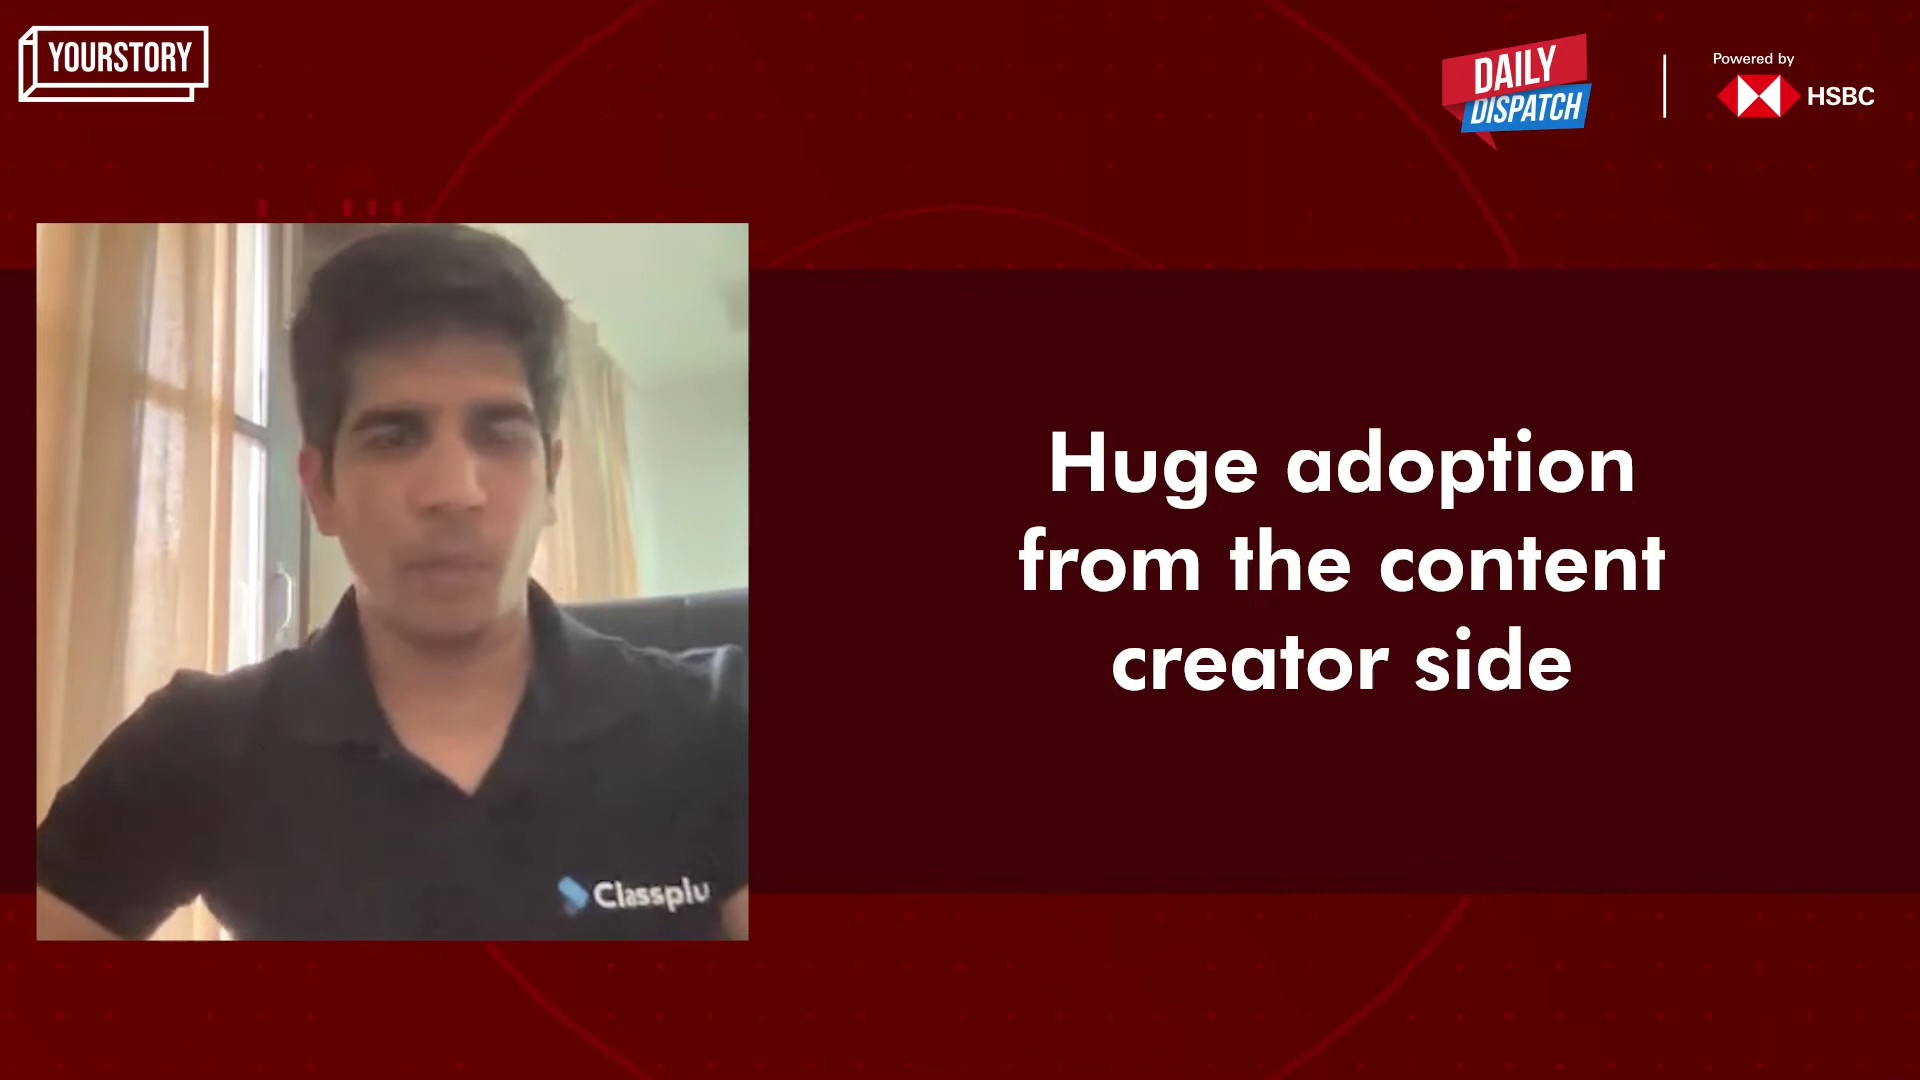 YOURSTORY
DAILY
DISPATCH
Powered by
HSBC
Huge adoption
from the content
creator side
Classplu